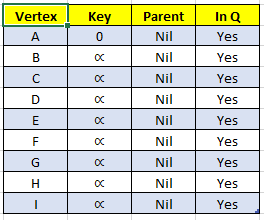 Vertex Key Parent In Q
A 0 Nil Yes
B ∝ Nil Yes
C ∝ Nil Yes
D ∝ Nil Yes
E ∝ Nil Yes
F ∝ Nil Yes
G ∝ Nil Yes
H ∝ Nil Yes
I ∝ Nil Yes